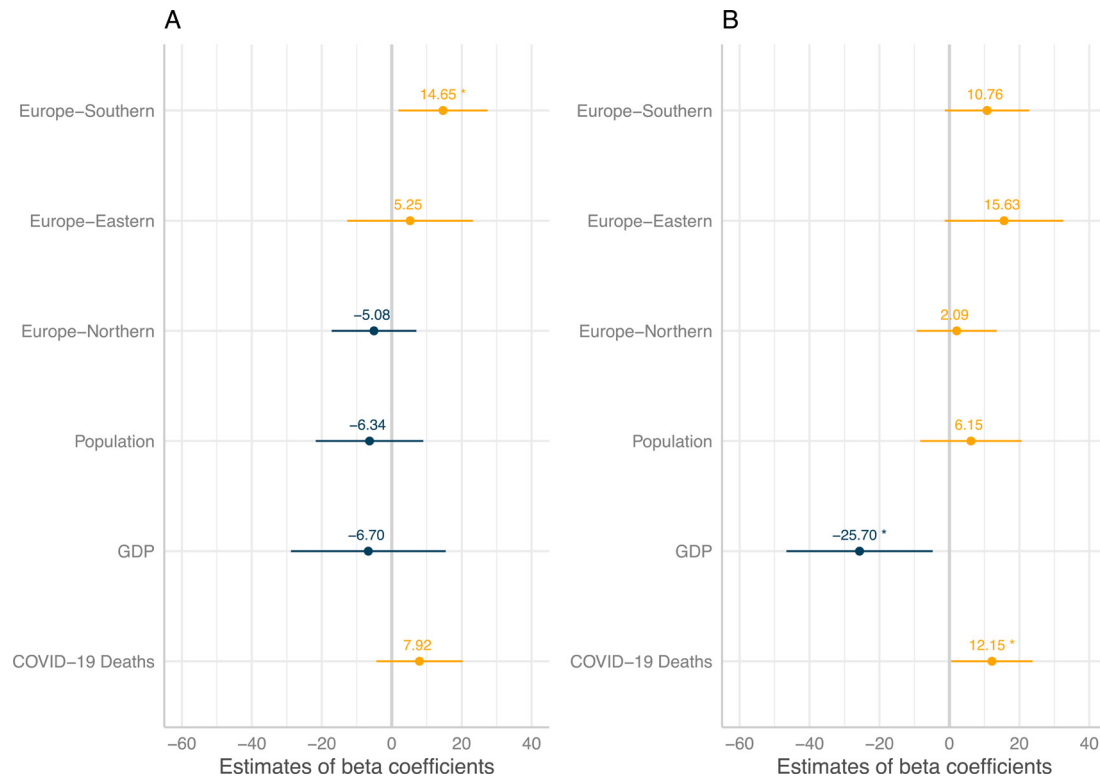 A
Europe−Southern
14.65 *
Europe−Eastern
5.25
Europe−Northern
−5.08
Population
−6.34
GDP
−6.70
COVID−19 Deaths
7.92
−60 −40 −20 0 20 40
Estimates of beta coefficients
B
Europe−Southern
10.76
Europe−Eastern
15.63
Europe−Northern
2.09
Population
6.15
GDP
−25.70 *
COVID−19 Deaths
12.15 *
−60 −40 −20 0 20 40
Estimates of beta coefficients